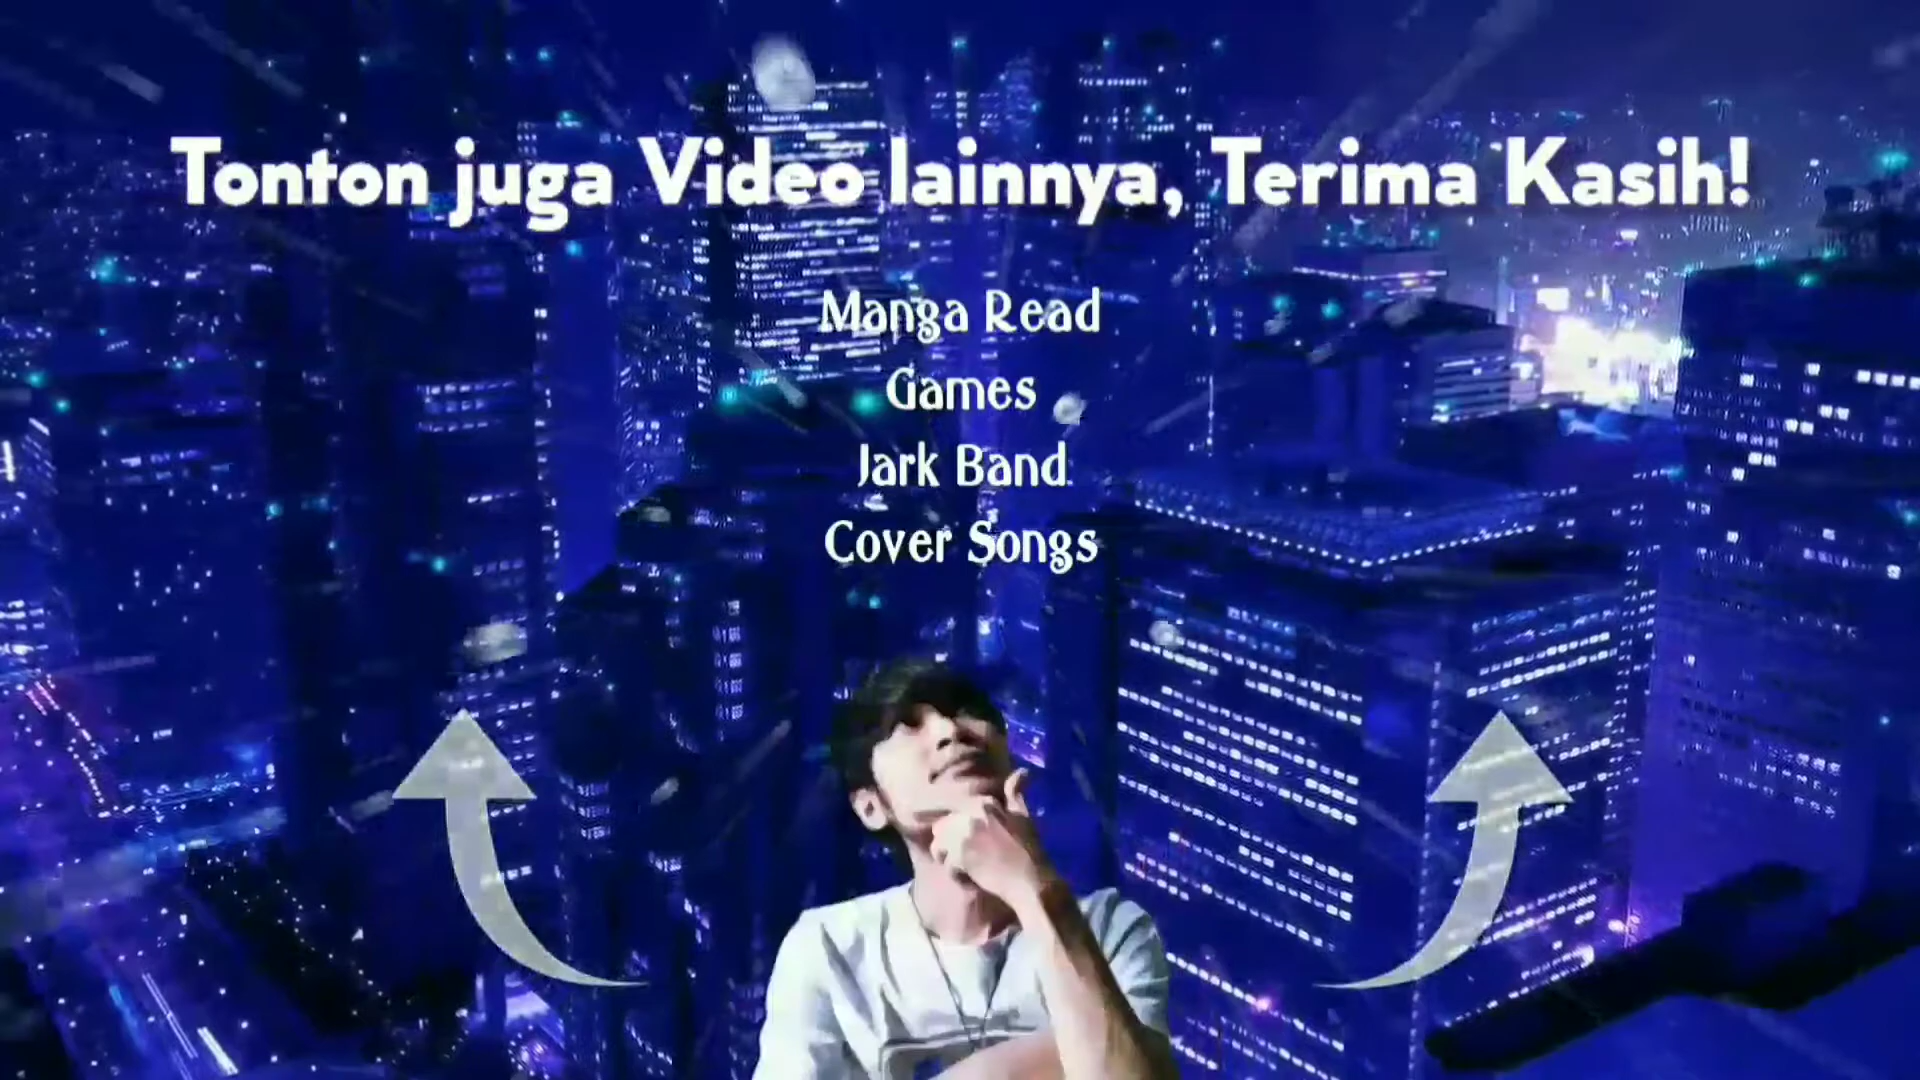 Tonton juga Video lainnya, Terima Kasih!
Manga Read
Games
Jark Band
Cover Songs